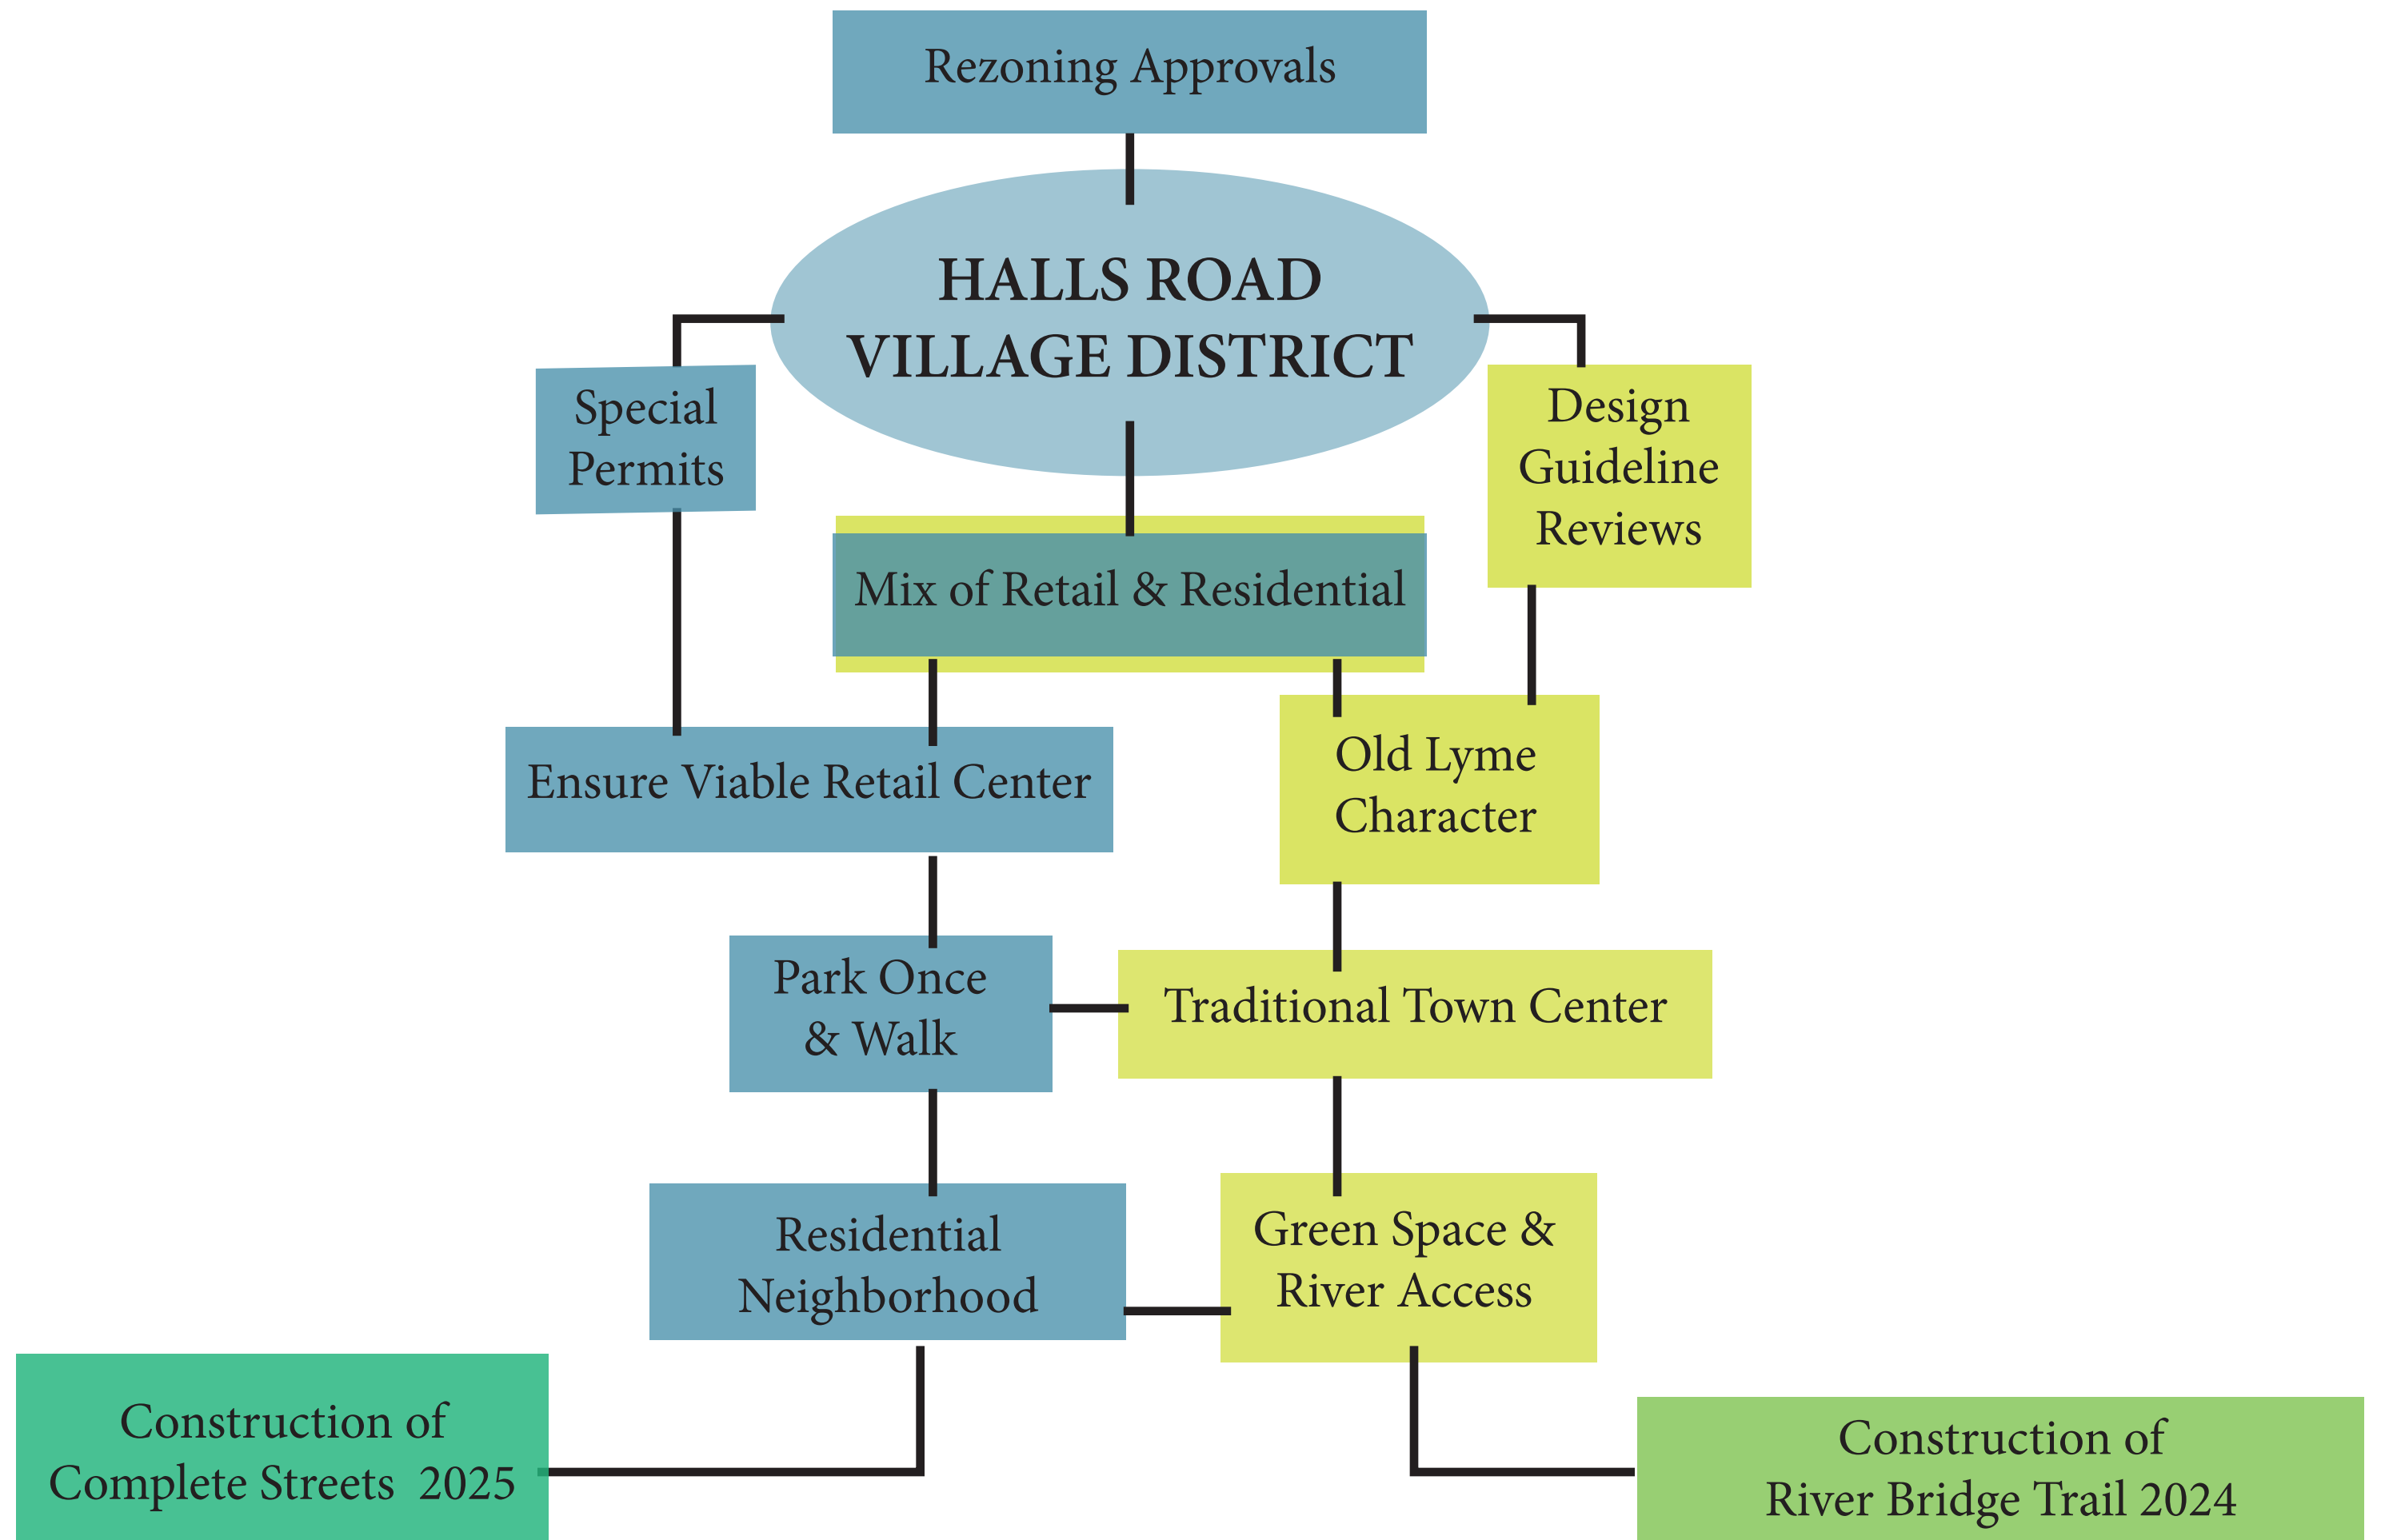 Rezoning Approvals
HALLS ROAD
VILLAGE DISTRICT
Special
Permits
Design
Guideline
Reviews
Mix of Retail & Residential
Ensure Viable Retail Center
Old Lyme
Character
Park Once
& Walk
Traditional Town Center
Residential
Neighborhood
Green Space &
River Access
Construction of
Complete Streets 2025
Construction of
River Bridge Trail 2024